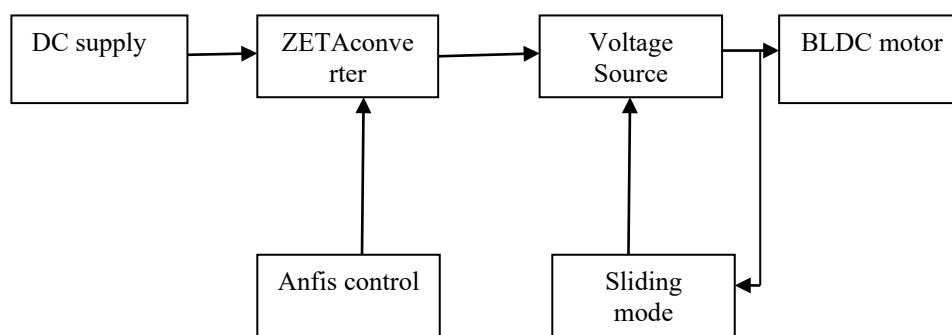 DC supply
ZETAconve
rter
Voltage
Source
BLDC motor
Anfis control
Sliding
mode